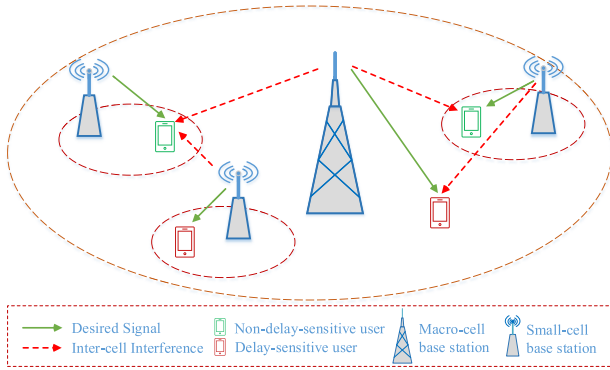 Desired Signal
Inter-cell Interference
Non-delay-sensitive user
Delay-sensitive user
Macro-cell
base station
Small-cell
base station